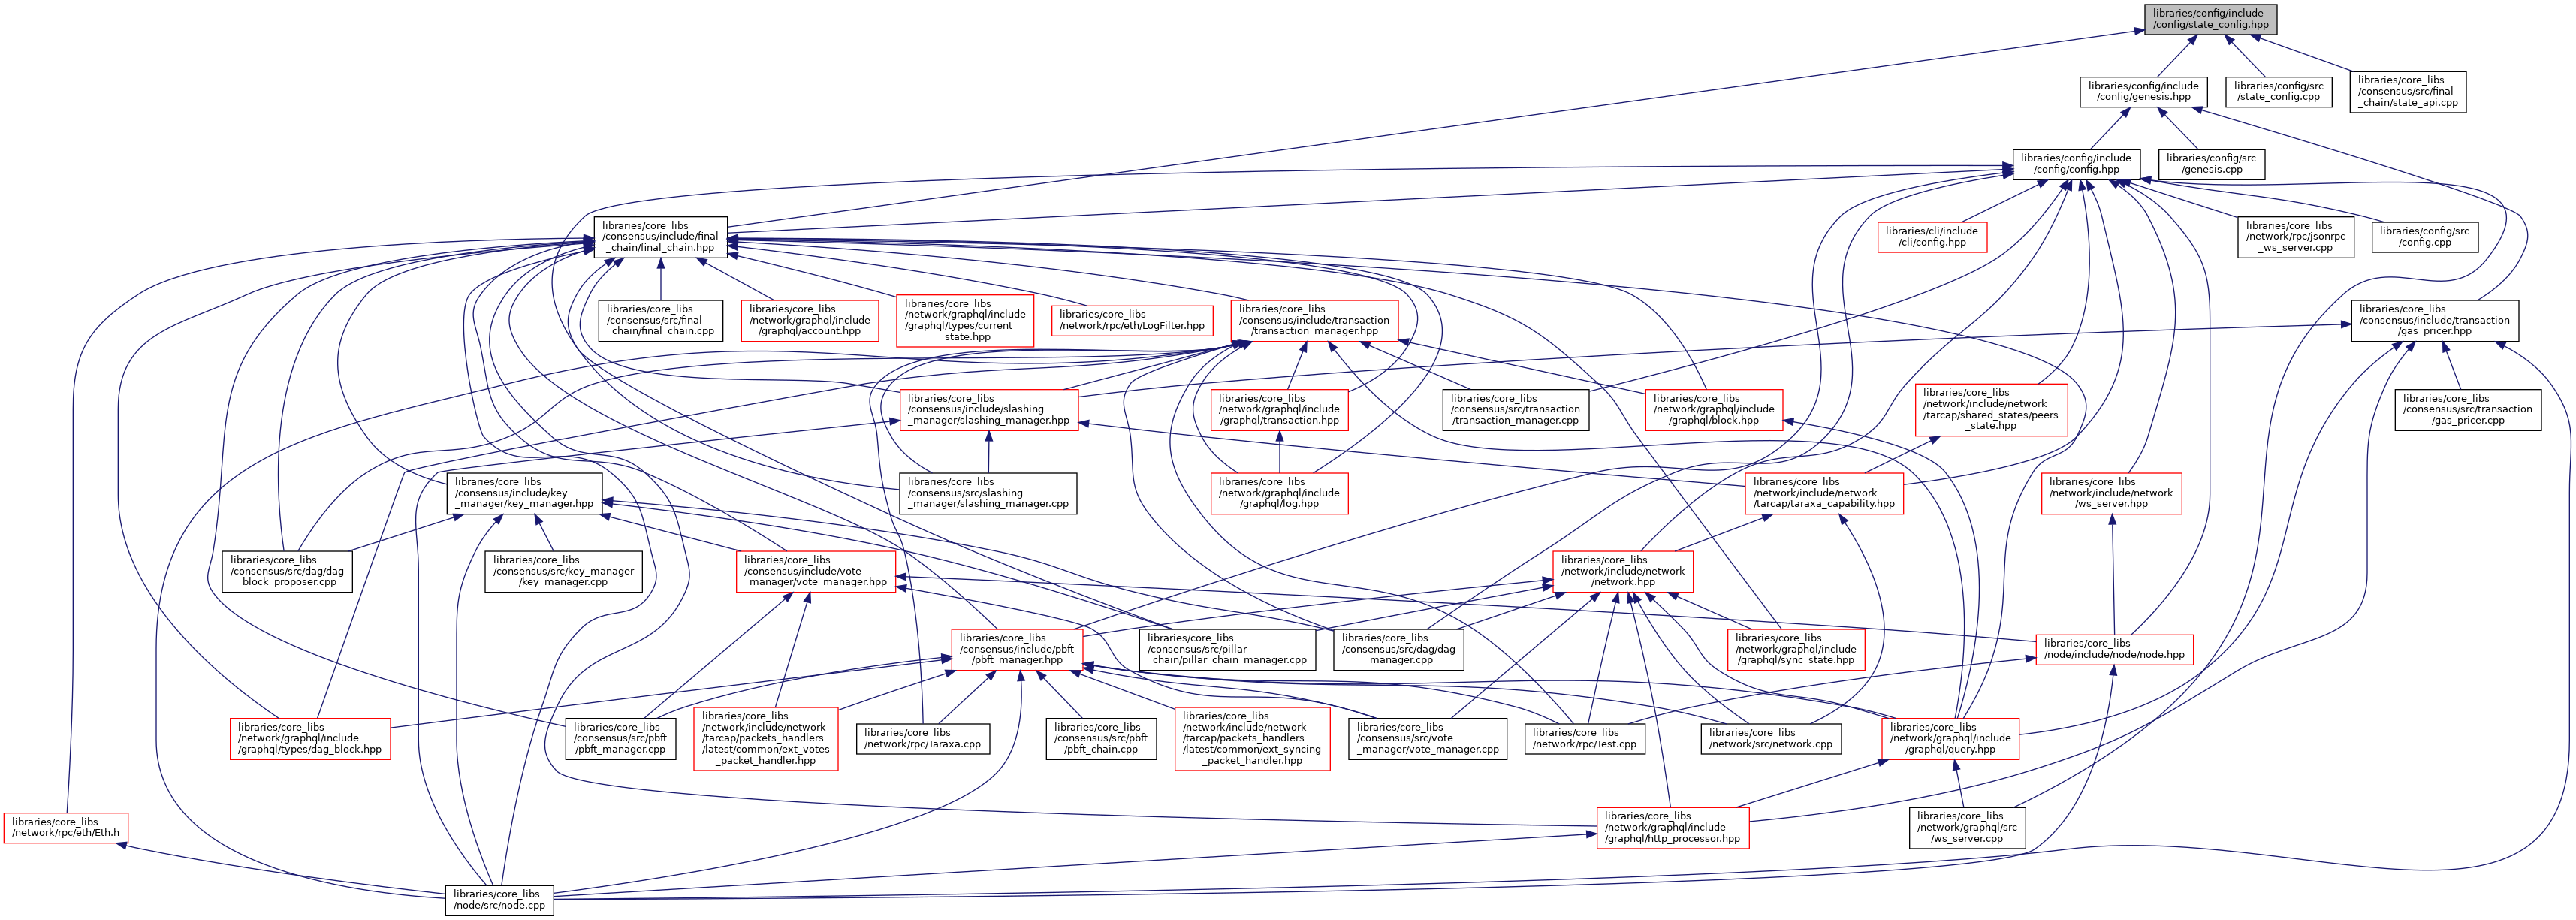 libraries/config/include
/config/state_config.hpp
libraries/config/include
/config/genesis.hpp
libraries/config/src
/state_config.cpp
libraries/core_libs
/consensus/src/final
_chain/state_api.cpp
libraries/config/include
/config/config.hpp
libraries/config/src
/genesis.cpp
libraries/core_libs
/consensus/include/final
_chain/final_chain.hpp
libraries/cli/include
/cli/config.hpp
libraries/core_libs
/network/rpc/jsonrpc
_ws_server.cpp
libraries/config/src
/config.cpp
libraries/core_libs
/consensus/src/final
_chain/final_chain.cpp
libraries/core_libs
/network/graphql/include
/graphql/account.hpp
libraries/core_libs
/network/graphql/include
/graphql/types/current
_state.hpp
libraries/core_libs
/network/rpc/eth/LogFilter.hpp
libraries/core_libs
/consensus/include/transaction
/transaction_manager.hpp
libraries/core_libs
/consensus/include/transaction
/gas_pricer.hpp
libraries/core_libs
/consensus/include/slashing
_manager/slashing_manager.hpp
libraries/core_libs
/network/graphql/include
/graphql/transaction.hpp
libraries/core_libs
/consensus/src/transaction
/transaction_manager.cpp
libraries/core_libs
/network/graphql/include
/graphql/block.hpp
libraries/core_libs
/network/include/network
/tarcap/shared_states/peers
_state.hpp
libraries/core_libs
/consensus/src/transaction
/gas_pricer.cpp
libraries/core_libs
/consensus/include/key
_manager/key_manager.hpp
libraries/core_libs
/consensus/src/slashing
_manager/slashing_manager.cpp
libraries/core_libs
/network/graphql/include
/graphql/log.hpp
libraries/core_libs
/network/include/network
/tarcap/taraxa_capability.hpp
libraries/core_libs
/network/include/network
/ws_server.hpp
libraries/core_libs
/consensus/src/dag/dag
_block_proposer.cpp
libraries/core_libs
/consensus/src/key_manager
/key_manager.cpp
libraries/core_libs
/consensus/include/vote
_manager/vote_manager.hpp
libraries/core_libs
/network/include/network
/network.hpp
libraries/core_libs
/consensus/include/pbft
/pbft_manager.hpp
libraries/core_libs
/consensus/src/pillar
_chain/pillar_chain_manager.cpp
libraries/core_libs
/consensus/src/dag/dag
_manager.cpp
libraries/core_libs
/network/graphql/include
/graphql/sync_state.hpp
libraries/core_libs
/node/include/node/node.hpp
libraries/core_libs
/network/graphql/include
/graphql/types/dag_block.hpp
libraries/core_libs
/consensus/src/pbft
/pbft_manager.cpp
libraries/core_libs
/network/include/network
/tarcap/packets_handlers
/latest/common/ext_votes
_packet_handler.hpp
libraries/core_libs
/network/rpc/Taraxa.cpp
libraries/core_libs
/consensus/src/pbft
/pbft_chain.cpp
libraries/core_libs
/network/include/network
/tarcap/packets_handlers
/latest/common/ext_syncing
_packet_handler.hpp
libraries/core_libs
/consensus/src/vote
_manager/vote_manager.cpp
libraries/core_libs
/network/rpc/Test.cpp
libraries/core_libs
/network/src/network.cpp
libraries/core_libs
/network/graphql/include
/graphql/query.hpp
libraries/core_libs
/network/rpc/eth/Eth.h
libraries/core_libs
/network/graphql/include
/graphql/http_processor.hpp
libraries/core_libs
/network/graphql/src
/ws_server.cpp
libraries/core_libs
/node/src/node.cpp